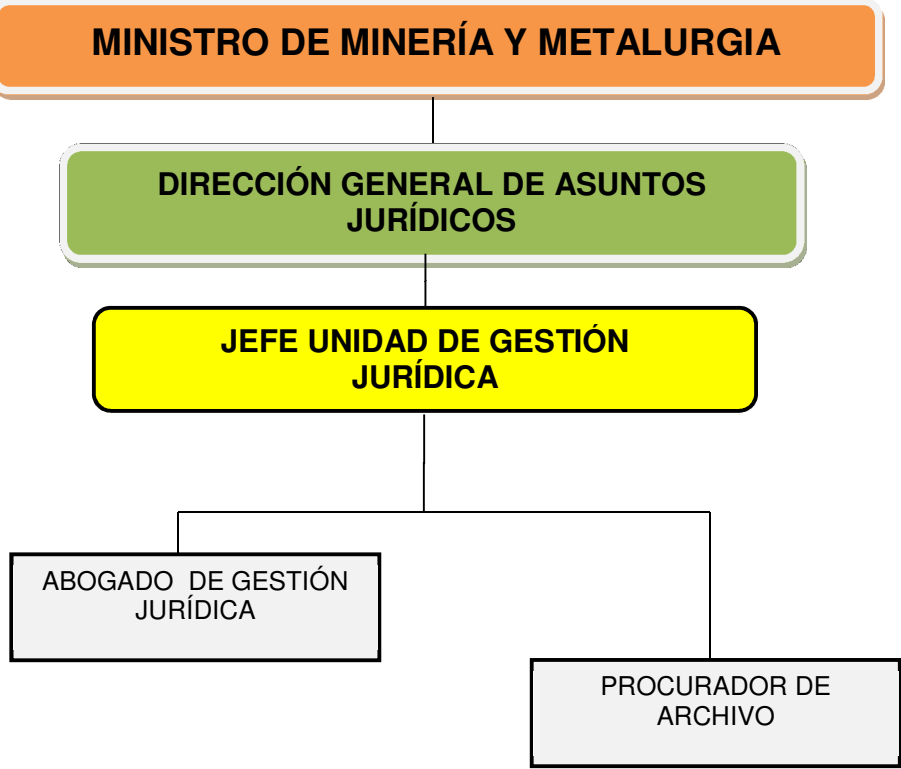 MINISTRO DE MINERÍA Y METALURGIA
DIRECCIÓN GENERAL DE ASUNTOS
JURÍDICOS
JEFE UNIDAD DE GESTIÓN
JURÍDICA
ABOGADO DE GESTIÓN
JURÍDICA
PROCURADOR DE
ARCHIVO